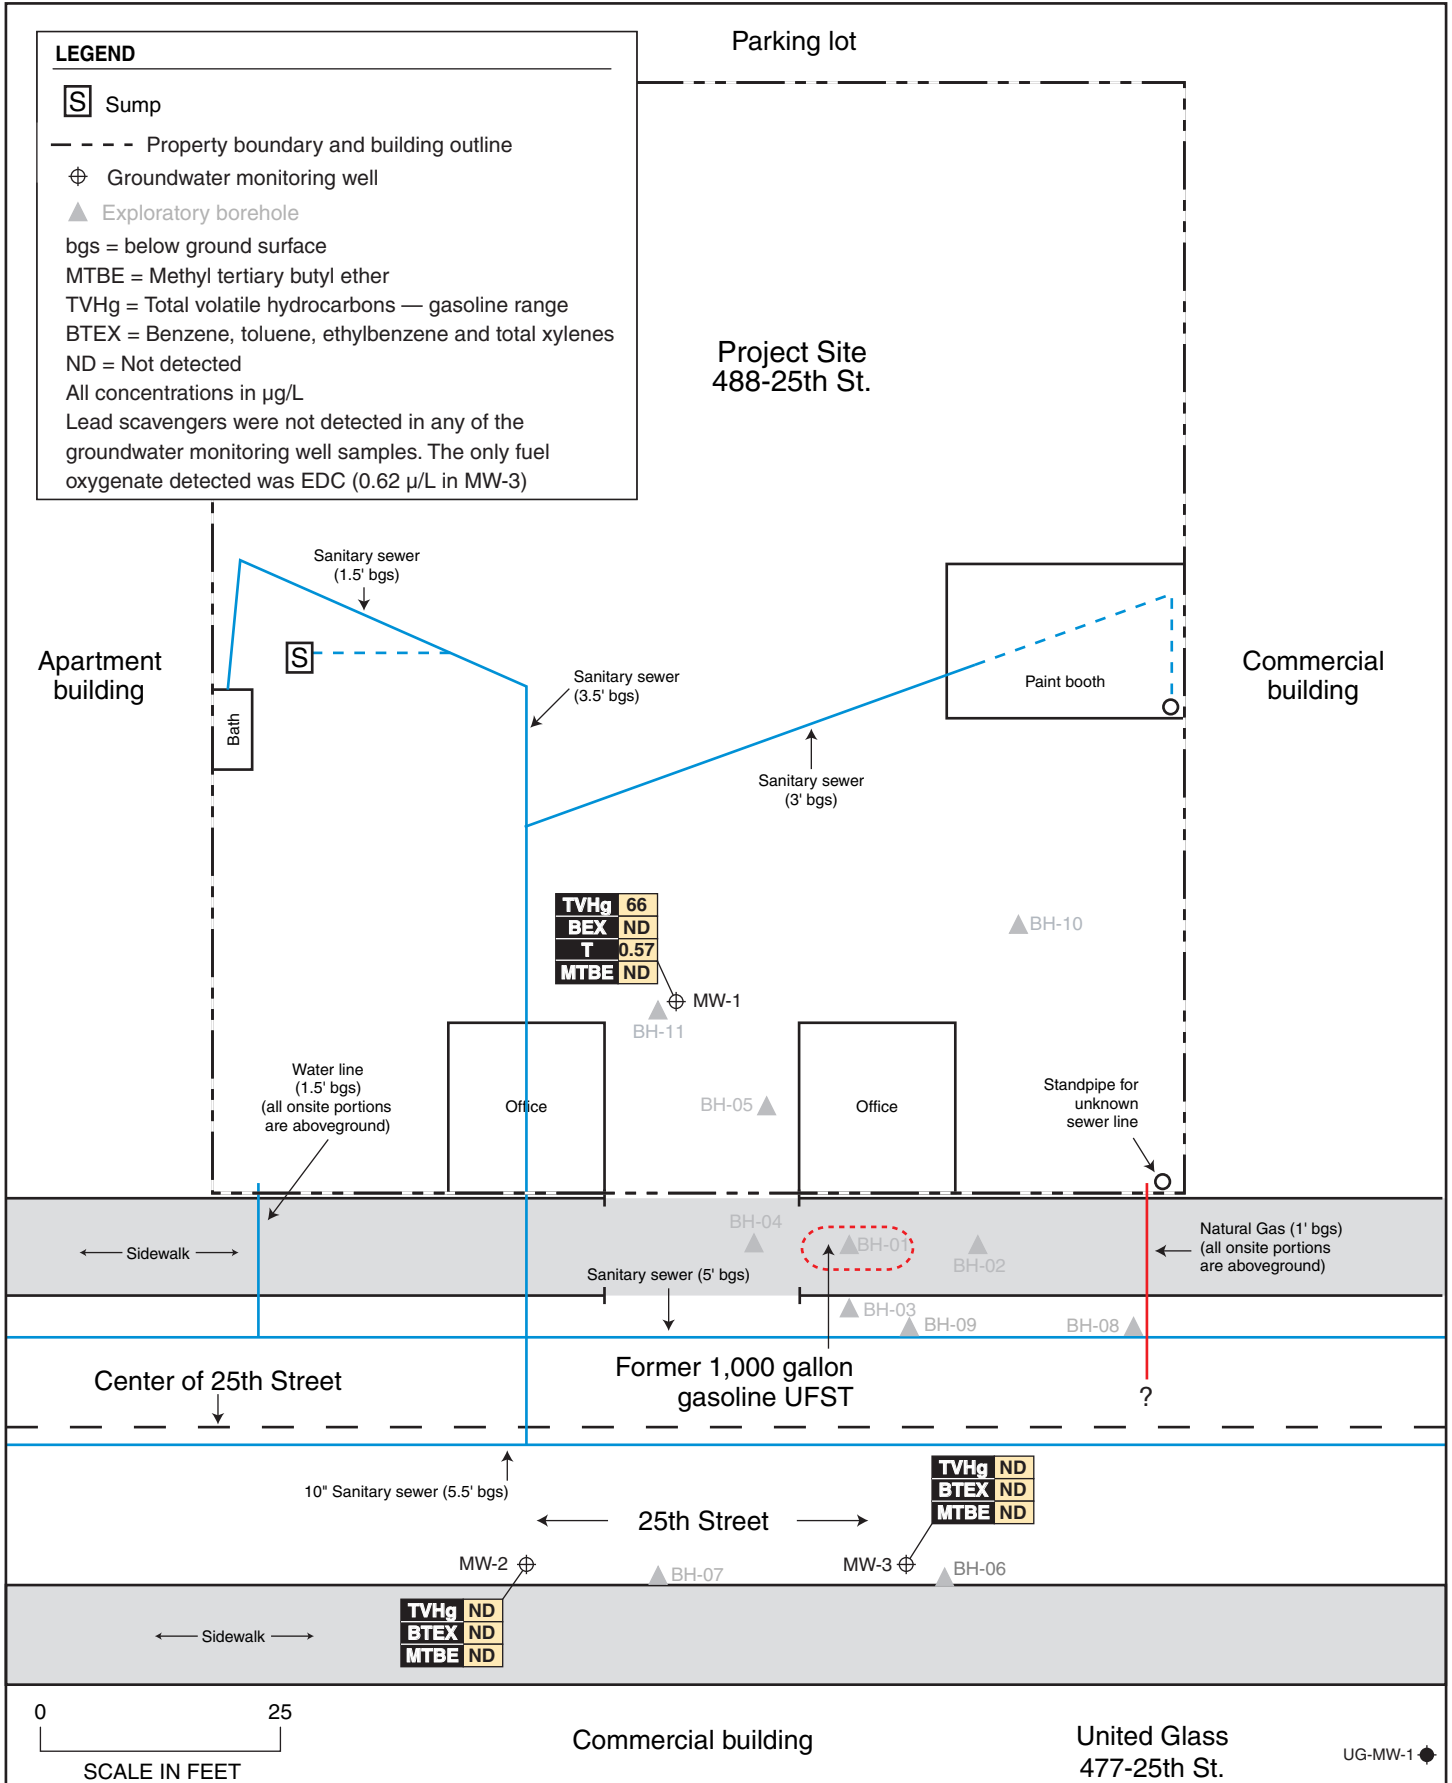 Parking lot
LEGEND
S Sump
Property boundary and building outline
Groundwater monitoring well
Exploratory borehole
bgs = below ground surface
MTBE = Methyl tertiary butyl ether
TVHg = Total volatile hydrocarbons — gasoline range
BTEX = Benzene, toluene, ethylbenzene and total xylenes
ND = Not detected
All concentrations in µg/L
Lead scavengers were not detected in any of the
groundwater monitoring well samples. The only fuel
oxygenate detected was EDC (0.62 µ/L in MW-3)
Project Site
488-25th St.
Sanitary sewer
(1.5' bgs)
S
Apartment
building
Bath
Sanitary sewer
(3.5' bgs)
Paint booth
Commercial
building
Sanitary sewer
(3' bgs)
TVHg 66
BEX ND
T 0.57
MTBE ND
MW-1
BH-10
BH-11
Water line
(1.5' bgs)
(all onsite portions
are aboveground)
Office
BH-05
Office
Standpipe for
unknown
sewer line
Sidewalk
BH-04
BH-01
BH-02
Natural Gas (1' bgs)
(all onsite portions
are aboveground)
Sanitary sewer (5' bgs)
BH-03
BH-09
BH-08
Center of 25th Street
Former 1,000 gallon
gasoline UFST
?
10" Sanitary sewer (5.5' bgs)
TVHg ND
BTEX ND
MTBE ND
25th Street
MW-2
BH-07
MW-3
BH-06
TVHg ND
BTEX ND
MTBE ND
Sidewalk
0 25
SCALE IN FEET
Commercial building
United Glass
477-25th St.
UG-MW-1